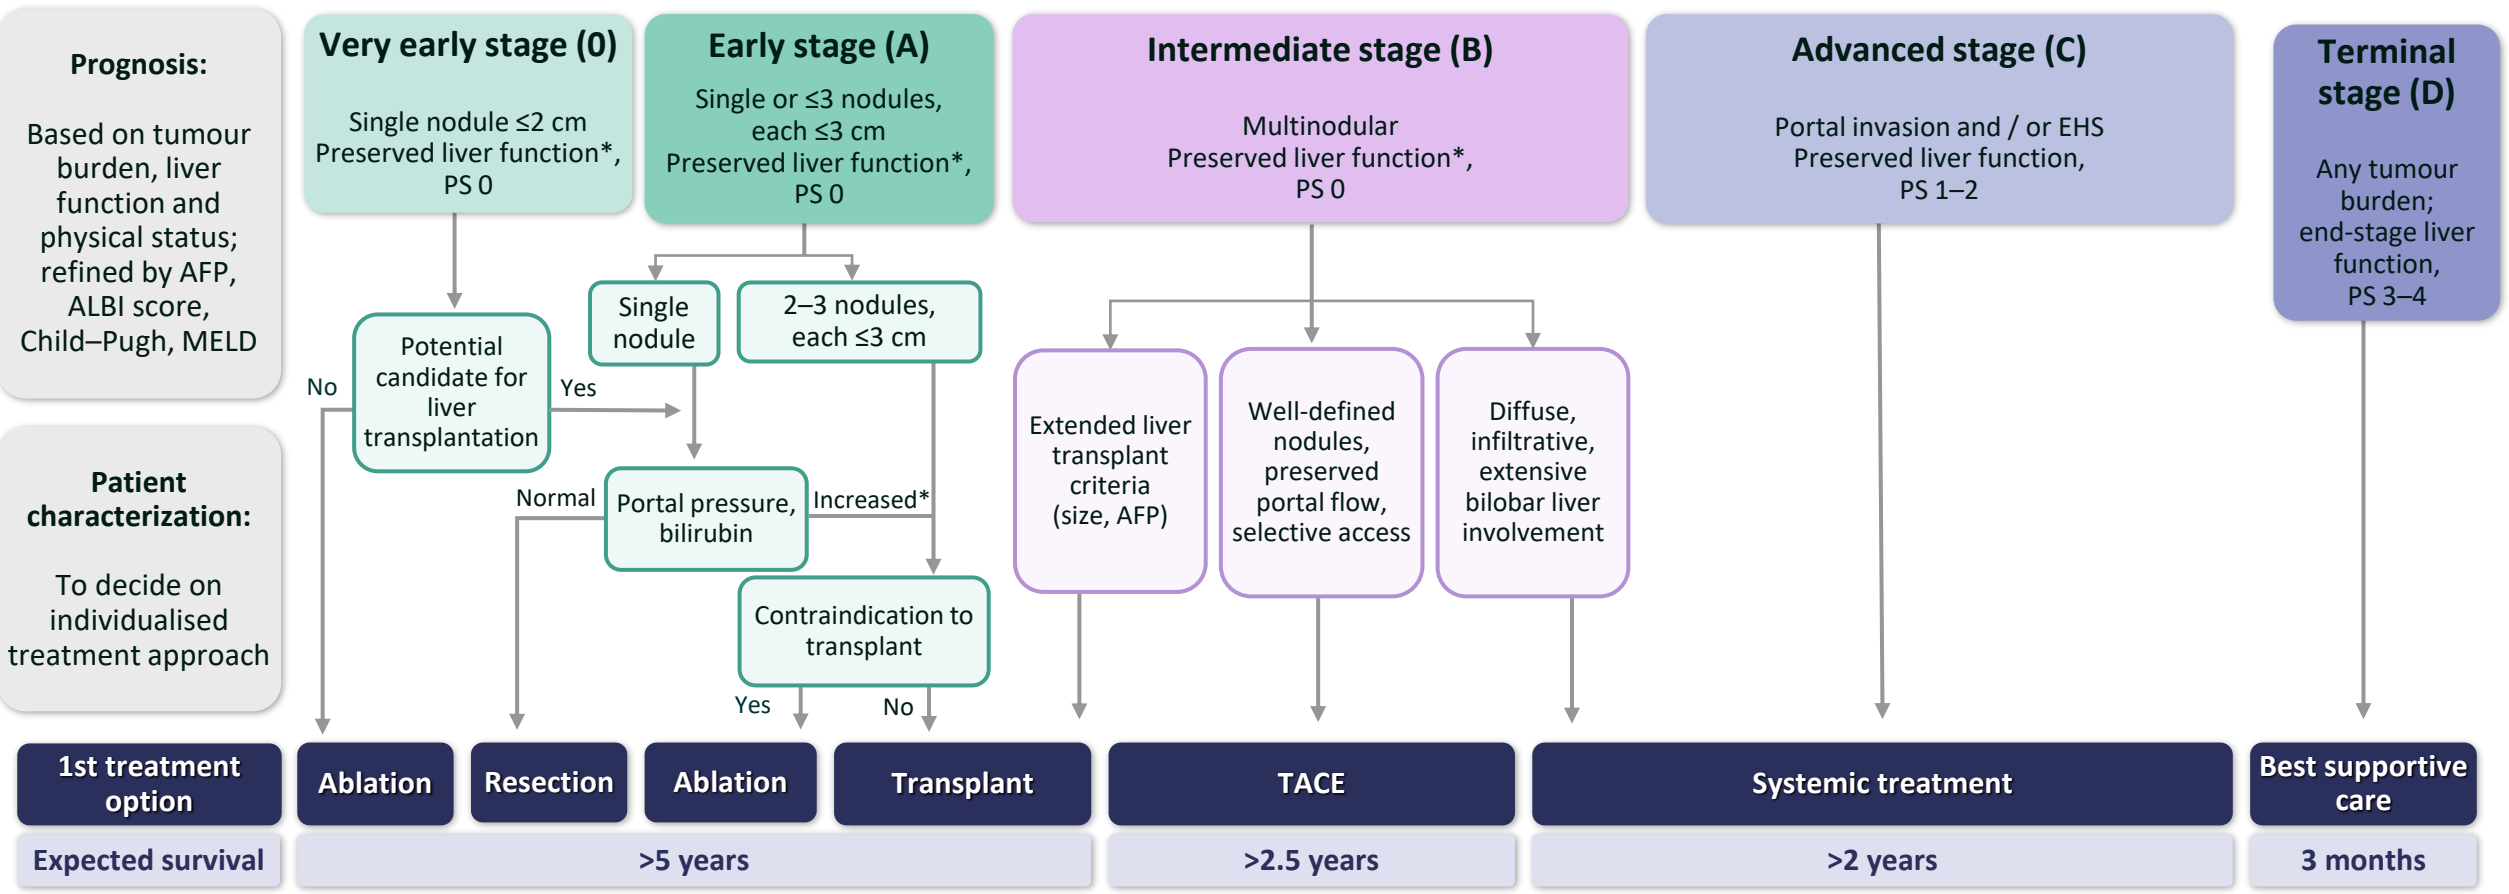 Prognosis:
Based on tumour
burden, liver
function and
physical status;
refined by AFP,
ALBI score,
Child–Pugh, MELD
Patient
characterization:
To decide on
individualised
treatment approach
Very early stage (0)
Single nodule ≤2 cm
Preserved liver function*,
PS 0
Early stage (A)
Single or ≤3 nodules,
each ≤3 cm
Preserved liver function*,
PS 0
Intermediate stage (B)
Multinodular
Preserved liver function*,
PS 0
Advanced stage (C)
Portal invasion and / or EHS
Preserved liver function,
PS 1–2
Terminal
stage (D)
Any tumour
burden;
end-stage liver
function,
PS 3–4
Potential
candidate for
liver
transplantation
No
Yes
Single
nodule
2–3 nodules,
each ≤3 cm
Normal
Portal pressure,
bilirubin
Increased*
Contraindication to
transplant
Yes
No
Extended liver
transplant
criteria
(size, AFP)
Well-defined
nodules,
preserved
portal flow,
selective access
Diffuse,
infiltrative,
extensive
bilobar liver
involvement
1st treatment
option
Ablation
Resection
Ablation
Transplant
TACE
Systemic treatment
Best supportive
care
Expected survival
>5 years
>2.5 years
>2 years
3 months